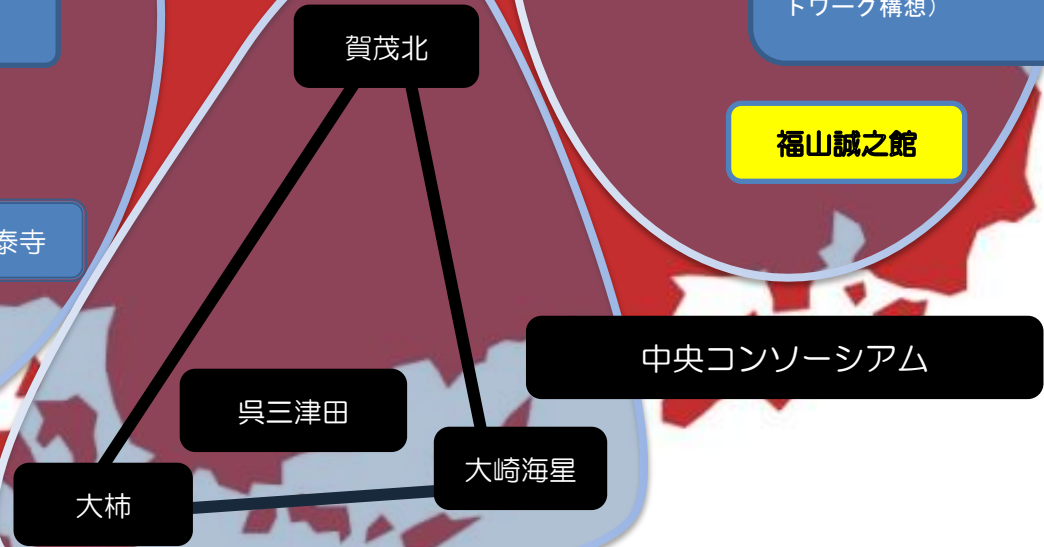 トワーク構想）
賀茂北
福山誠之館
泰寺
中央コンソーシアム
呉三津田
大崎海星
大柿